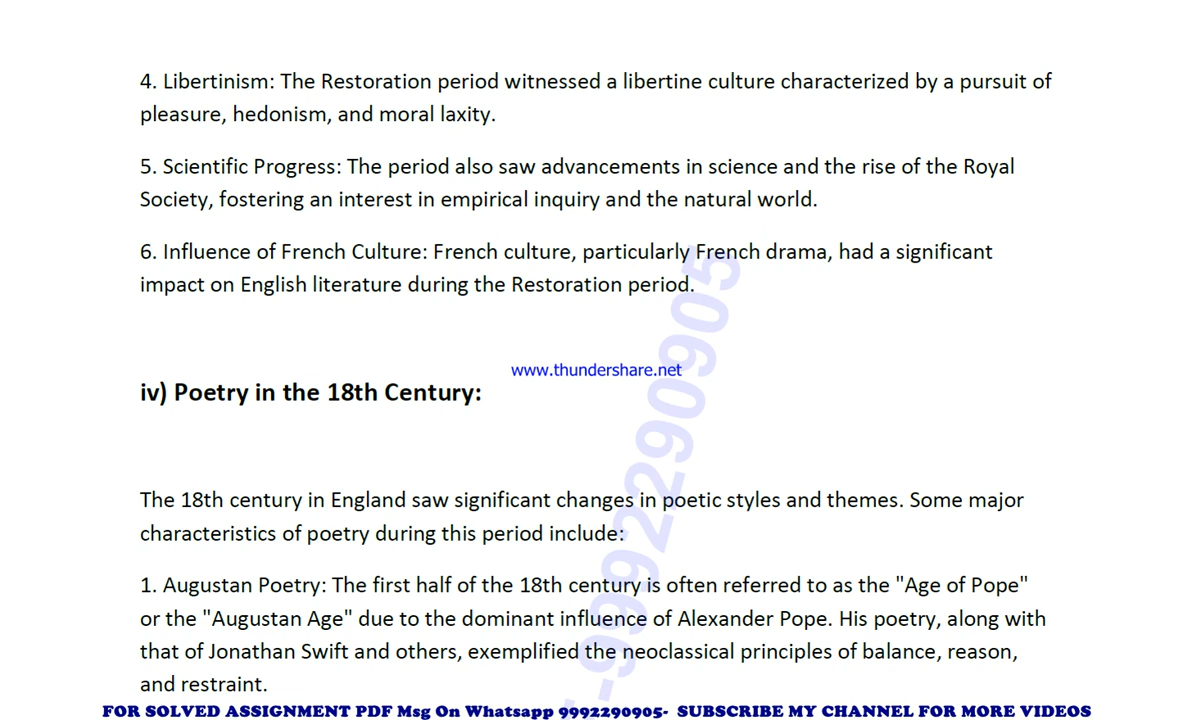 4. Libertinism: The Restoration period witnessed a libertine culture characterized by a pursuit of
pleasure, hedonism, and moral laxity.
5. Scientific Progress: The period also saw advancements in science and the rise of the Royal
Society, fostering an interest in empirical inquiry and the natural world.
6. Influence of French Culture: French culture, particularly French drama, had a significant
impact on English literature during the Restoration period.
www.thundershare.net
iv) Poetry in the 18th Century:
The 18th century in England saw significant changes in poetic styles and themes. Some major
characteristics of poetry during this period include:
1. Augustan Poetry: The first half of the 18th century is often referred to as the "Age of Pope"
or the "Augustan Age" due to the dominant influence of Alexander Pope. His poetry, along with
that of Jonathan Swift and others, exemplified the neoclassical principles of balance, reason,
and restraint.
-9992290905
FOR SOLVED ASSIGNMENT PDF Msg On Whatsapp 9992290905- SUBSCRIBE MY CHANNEL FOR MORE VIDEOS